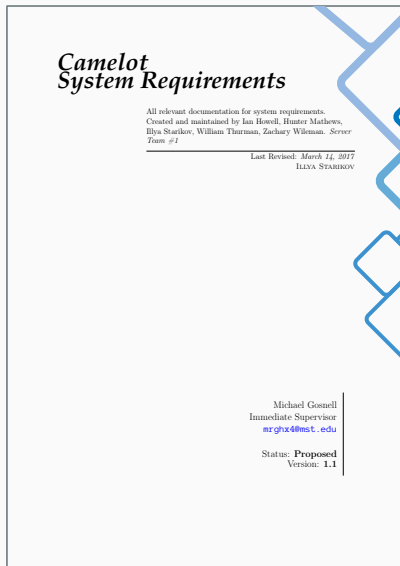 Camelot
System Requirements
All relevant documentation for system requirements.
Created and maintained by Ian Howell, Hunter Mathews,
Illya Starikov, William Thurman, Zachary Wileman. Server
Team #1
Last Revised: March 14, 2017
Illya Starikov
Michael Gosnell
Immediate Supervisor
mrghx4@mst.edu
Status: Proposed
Version: 1.1